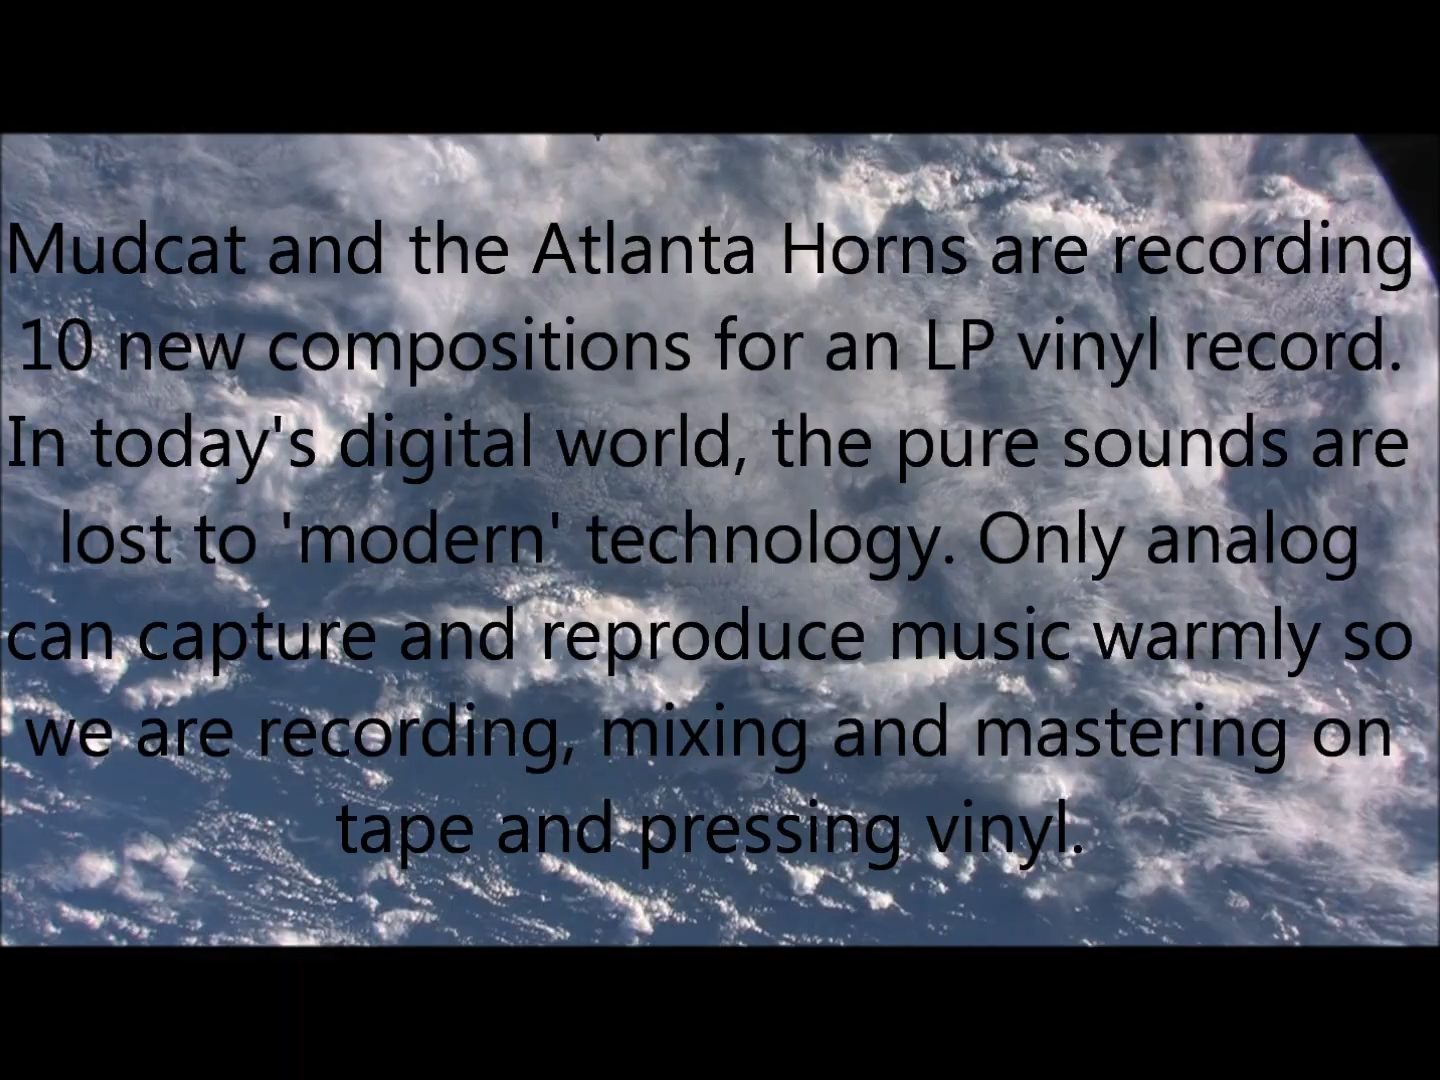 Mudcat and the Atlanta Horns are recording
10 new compositions for an LP vinyl record.
In today's digital world, the pure sounds are
lost to 'modern' technology. Only analog
can capture and reproduce music warmly so
we are recording, mixing and mastering on
tape and pressing vinyl.